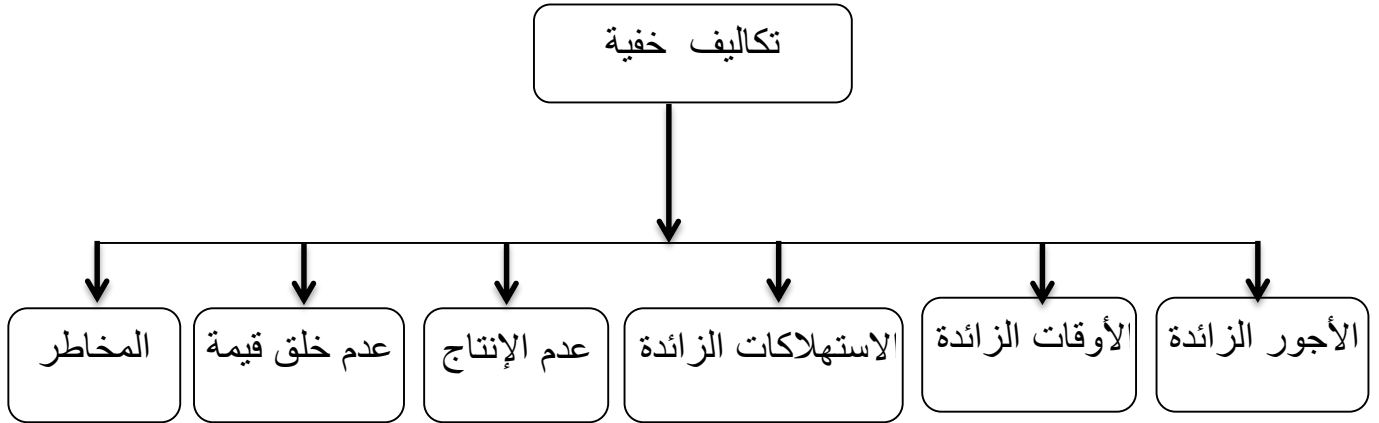 تكاليف خفية
الأجور الزائدة
الأوقات الزائدة
الاستهلاكات الزائدة
عدم الإنتاج
عدم خلق قيمة
المخاطر